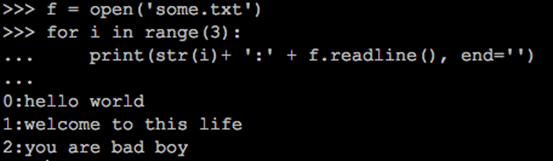 >>> f = open('some.txt')
>>> for i in range(3):
...     print(str(i)+ ':' + f.readline(), end='')
...
0:hello world
1:welcome to this life
2:you are bad boy